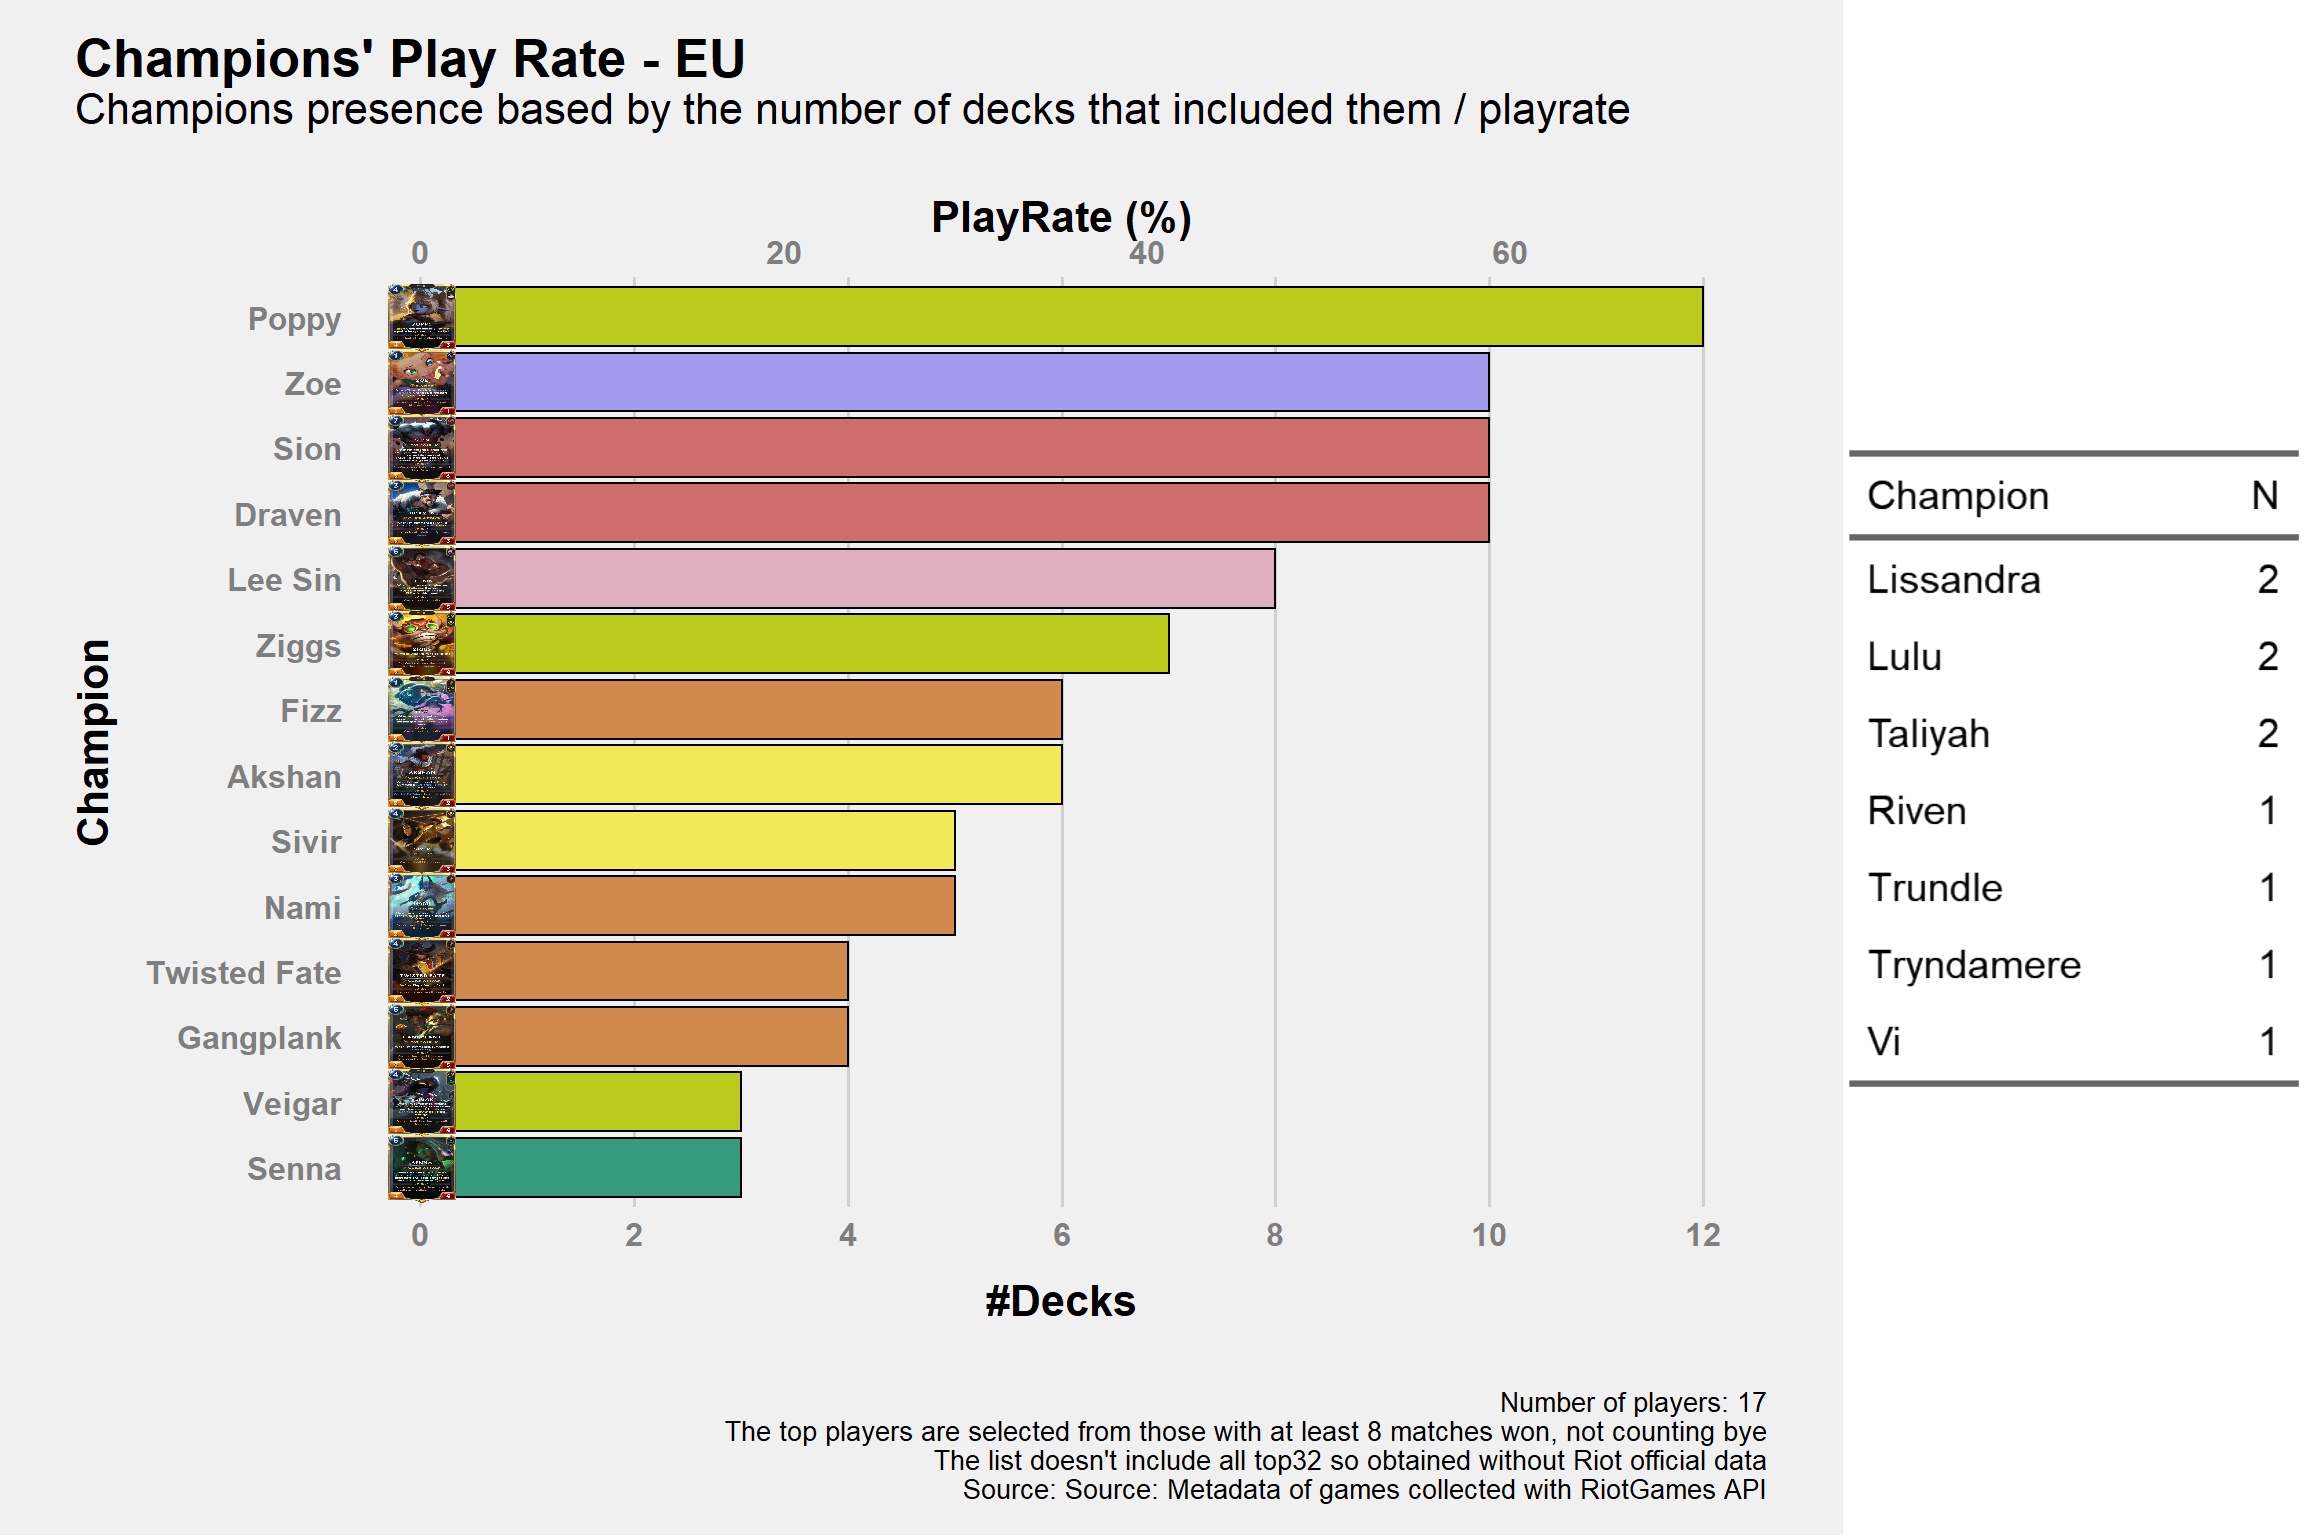 Champions' Play Rate - EU
Champions presence based by the number of decks that included them / playrate
PlayRate (%)
0 20 40 60
Poppy
Zoe
Sion
Draven
Lee Sin
Ziggs
Fizz
Akshan
Sivir
Nami
Twisted Fate
Gangplank
Veigar
Senna
Champion
0 2 4 6 8 10 12
#Decks
Number of players: 17
The top players are selected from those with at least 8 matches won, not counting bye
The list doesn't include all top32 so obtained without Riot official data
Source: Source: Metadata of games collected with RiotGames API
Champion N
Lissandra 2
Lulu 2
Taliyah 2
Riven 1
Trundle 1
Tryndamere 1
Vi 1